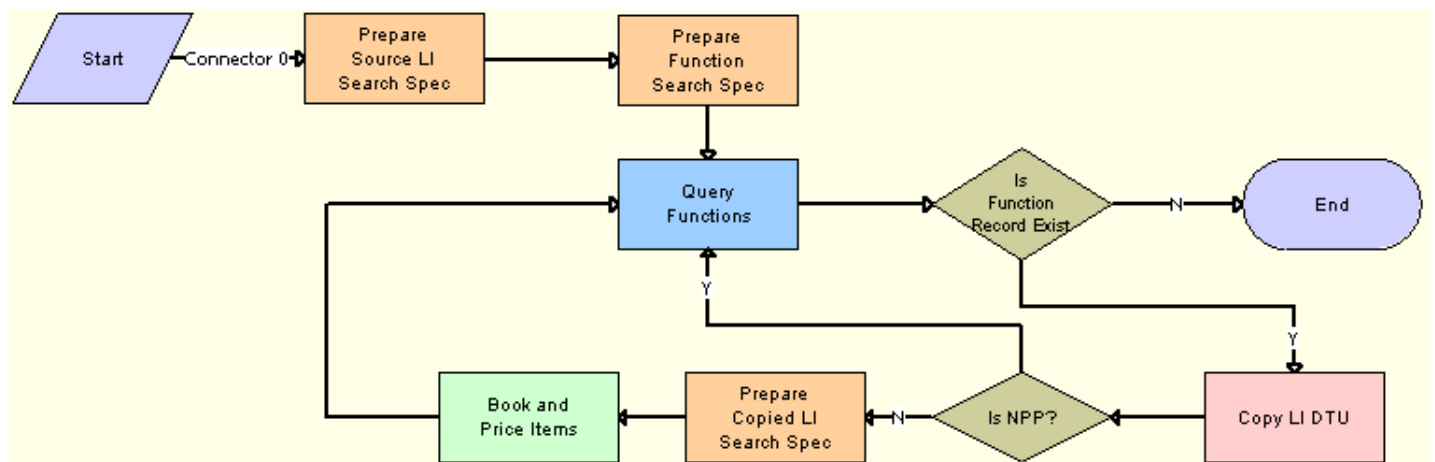 Start
Connector 0
Prepare
Source LI
Search Spec
Prepare
Function
Search Spec
Query
Functions
Is
Function
Record Exist
N
End
Y
Y
Book and
Price Items
Prepare
Copied LI
Search Spec
N
Is NPP?
Copy LI DTU